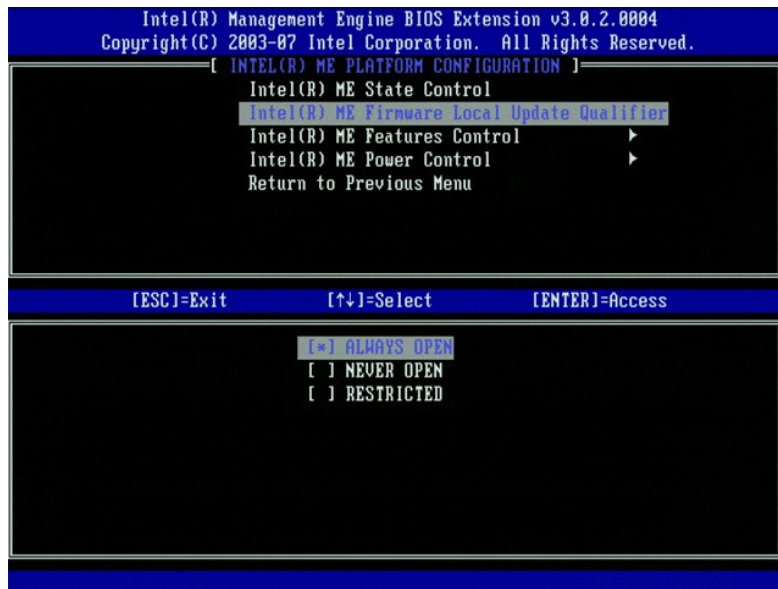 Intel(R) Management Engine BIOS Extension v3.0.2.0004
Copyright(C) 2003-07 Intel Corporation. All Rights Reserved.
[ INTEL(R) ME PLATFORM CONFIGURATION ]
Intel(R) ME State Control
Intel(R) ME Firmware Local Update Qualifier
Intel(R) ME Features Control ►
Intel(R) ME Power Control ►
Return to Previous Menu
[ESC]=Exit [↑↓]=Select [ENTER]=Access
[*] ALWAYS OPEN
[ ] NEVER OPEN
[ ] RESTRICTED